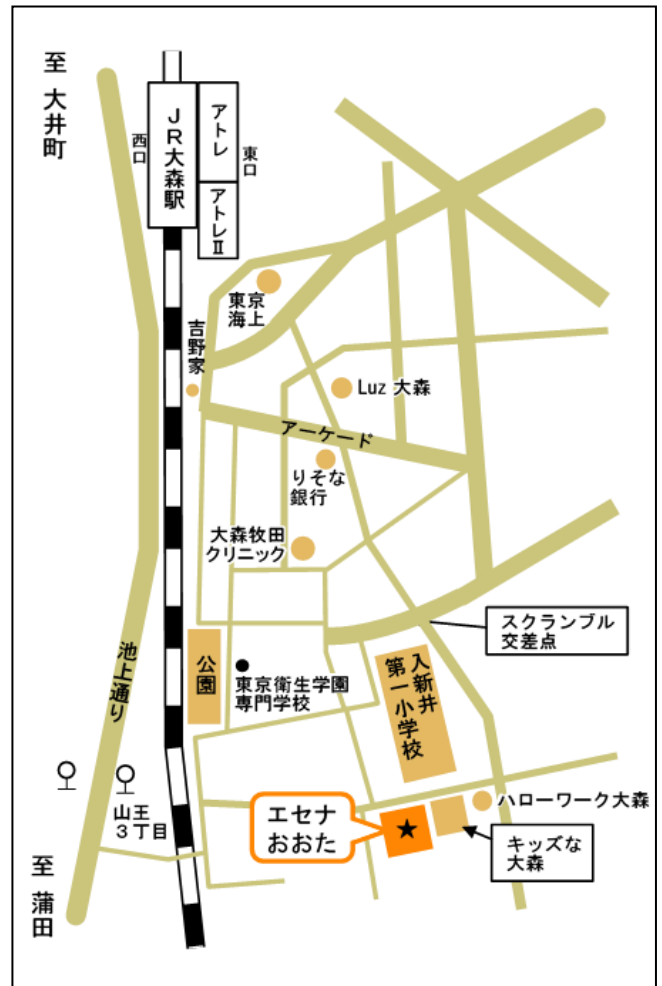 至 大井町
西口
JR大森駅
アトレ
東口
アトレⅡ
東京
海上
吉野家
Luz 大森
アーケード
りそな
銀行
大森牧田
クリニック
スクランブル
交差点
池上通り
公園
東京衛生学園
専門学校
入新井
第一小学校
山王
3丁目
エセナ
おおた
ハローワーク大森
キッズな
大森
至 蒲田